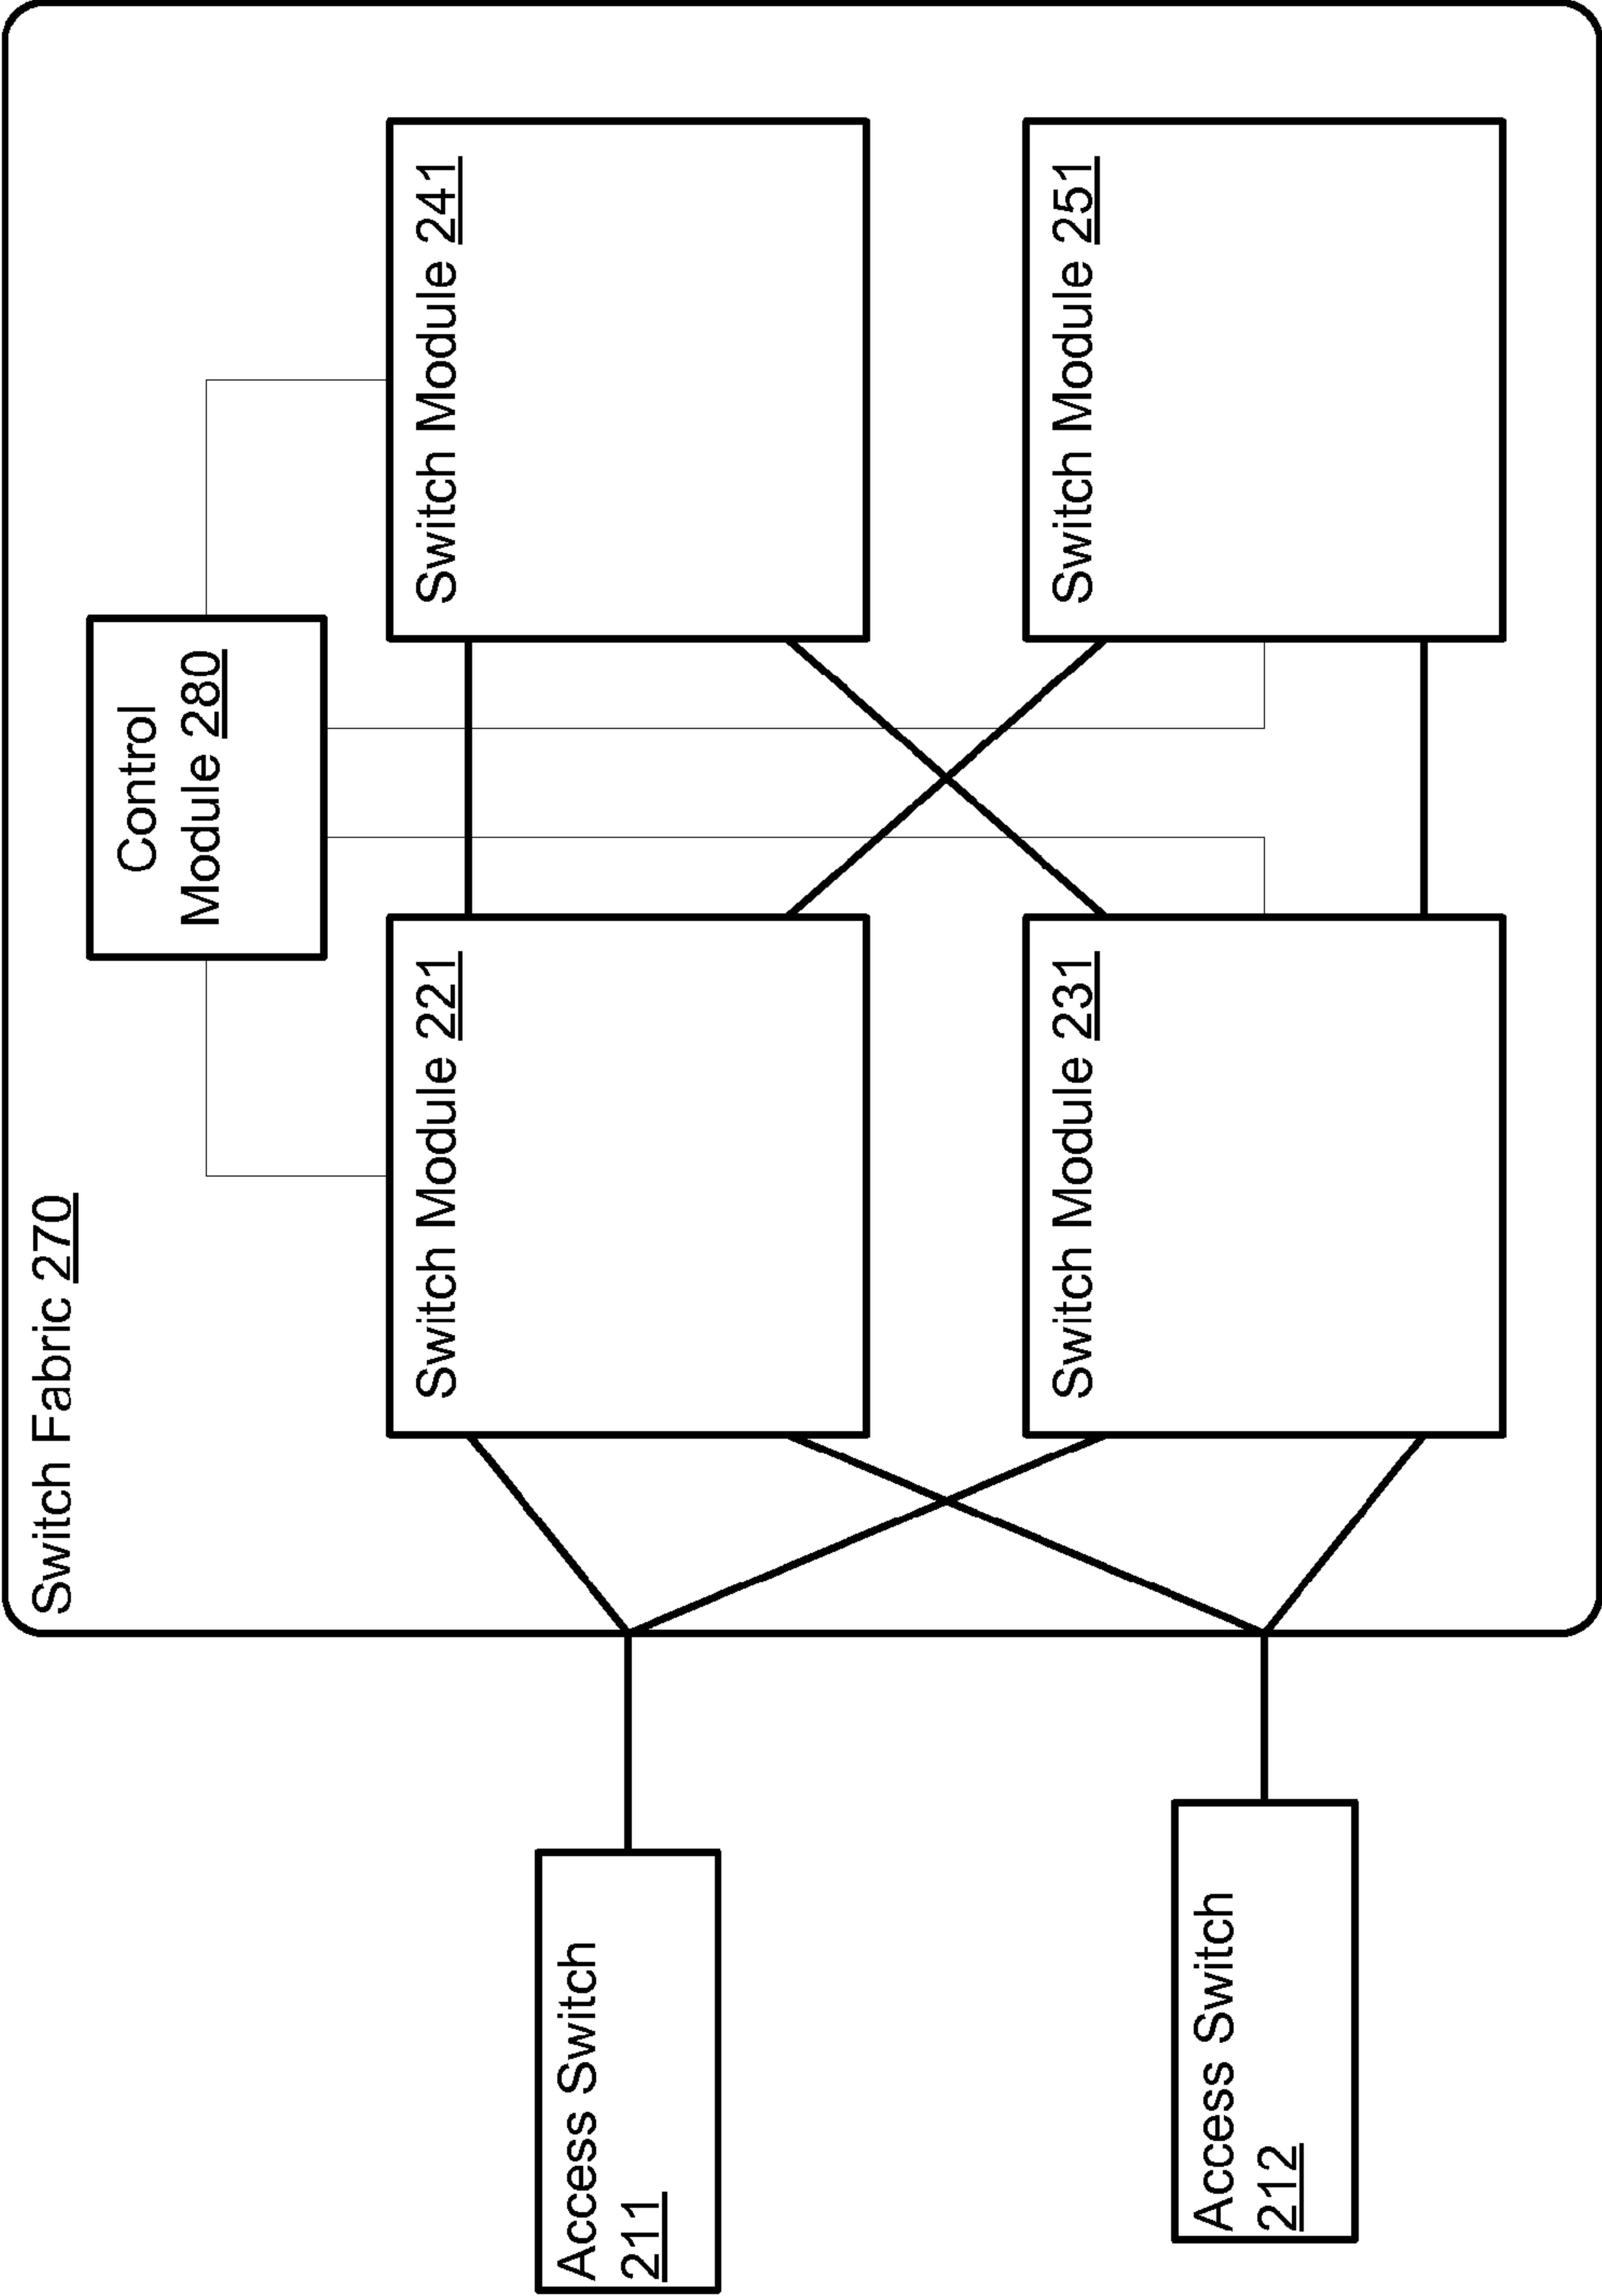 Switch Fabric 270
Control
Module 280
Switch Module 221
Switch Module 241
Access Switch
211
Switch Module 231
Switch Module 251
Access Switch
212